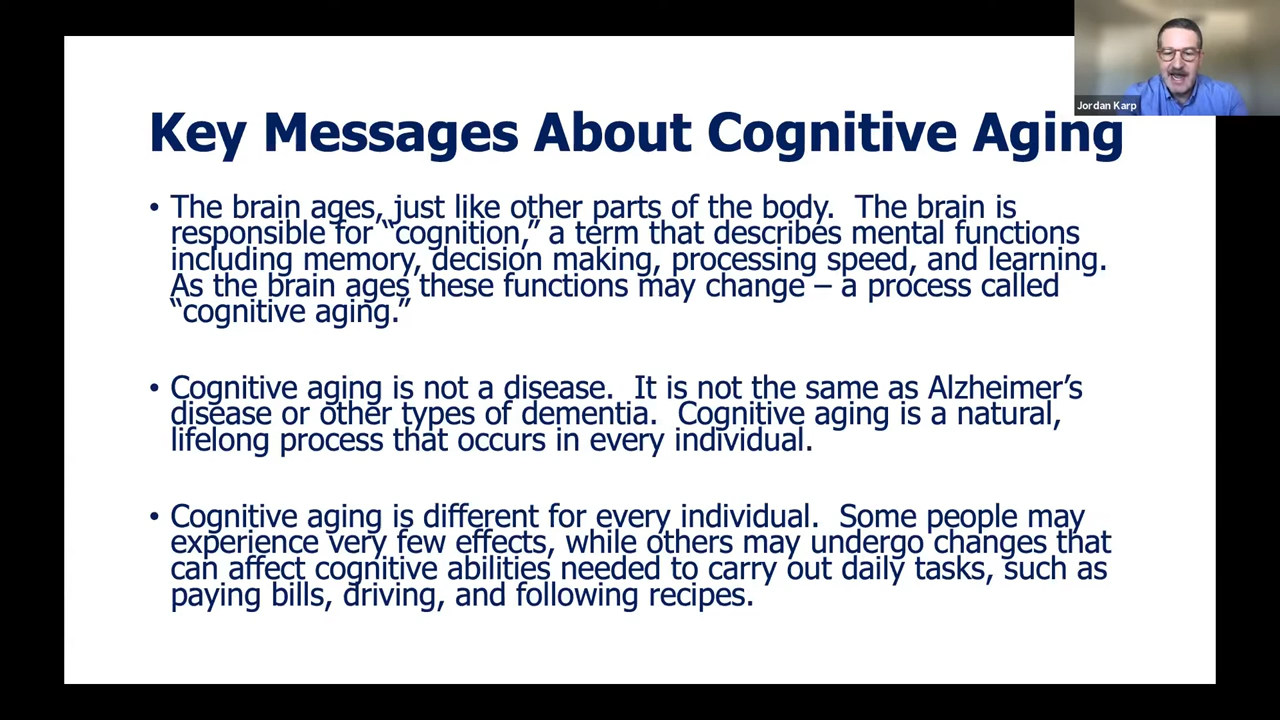 Jordan Karp
Key Messages About Cognitive Aging
• The brain ages, just like other parts of the body.  The brain is
responsible for “cognition,” a term that describes mental functions
including memory, decision making, processing speed, and learning.
As the brain ages these functions may change – a process called
“cognitive aging.”
• Cognitive aging is not a disease.  It is not the same as Alzheimer’s
disease or other types of dementia.  Cognitive aging is a natural,
lifelong process that occurs in every individual.
• Cognitive aging is different for every individual.  Some people may
experience very few effects, while others may undergo changes that
can affect cognitive abilities needed to carry out daily tasks, such as
paying bills, driving, and following recipes.